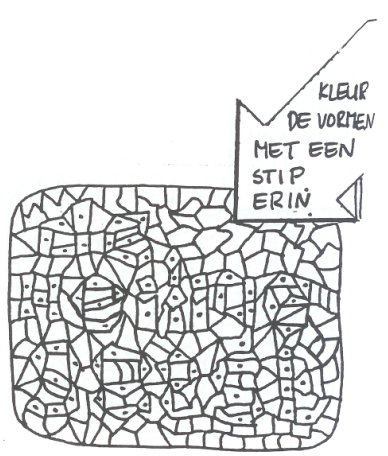 KLEUR
DE VORMEN
MET EEN
STIP
ERIN